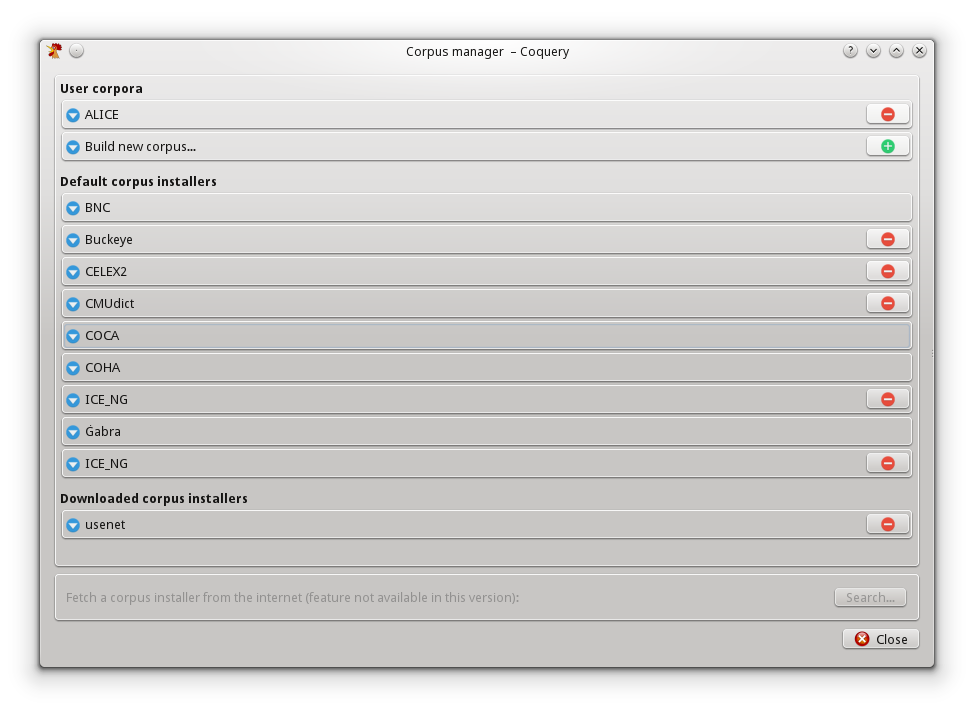 Corpus manager – Coquery
User corpora
ALICE
Build new corpus...
Default corpus installers
BNC
Buckeye
CELEX2
CMUdict
COCA
COHA
ICE_NG
Ġabra
ICE_NG
Downloaded corpus installers
usenet
Fetch a corpus installer from the internet (feature not available in this version):
Search...
Close